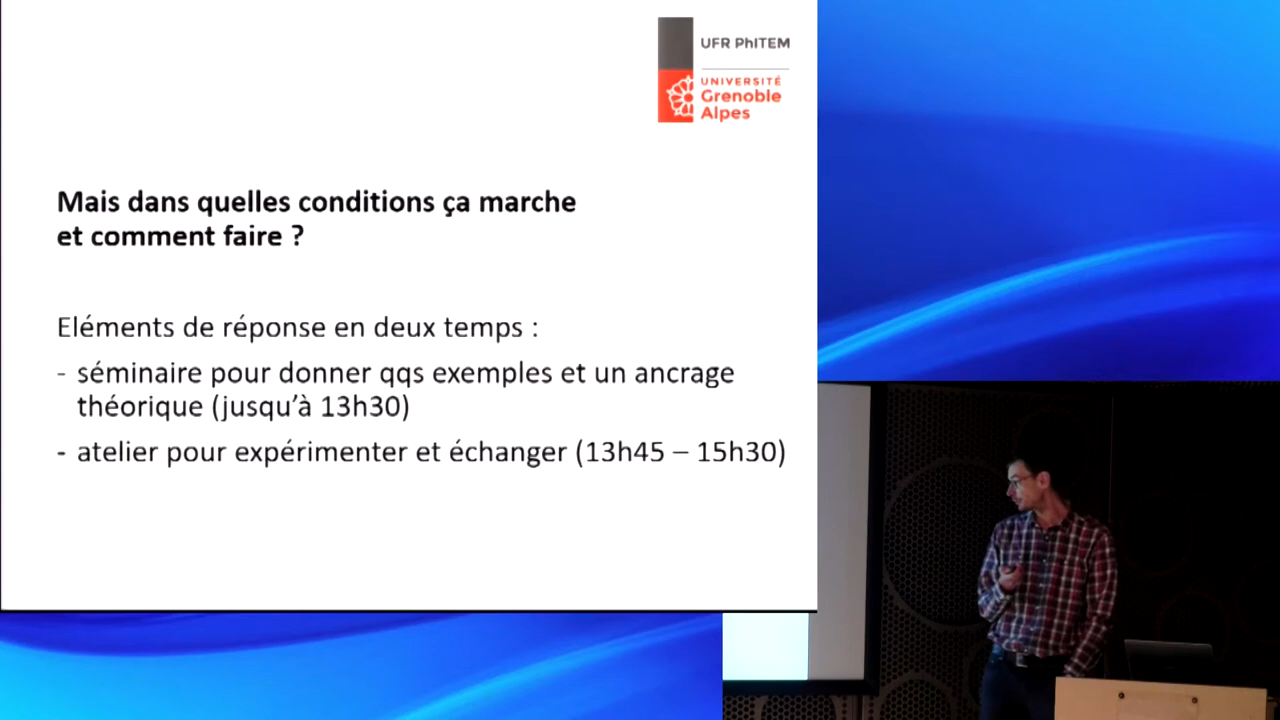 UFR PhITEM
UNIVERSITÉ
Grenoble
Alpes
Mais dans quelles conditions ça marche
et comment faire ?
Eléments de réponse en deux temps :
- séminaire pour donner qqs exemples et un ancrage
théorique (jusqu’à 13h30)
- atelier pour expérimenter et échanger (13h45 – 15h30)